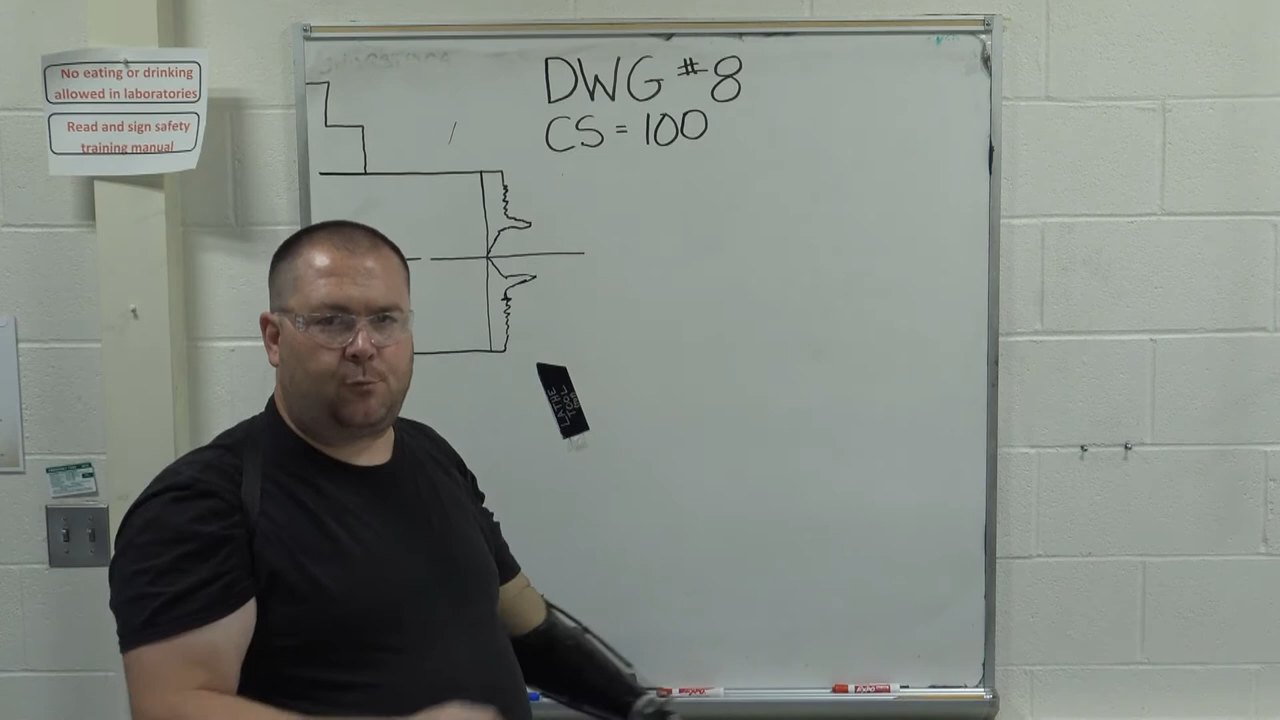 No eating or drinking
allowed in laboratories
Read and sign safety
training manual
DWG #8
CS = 100
LATHE
TOOL